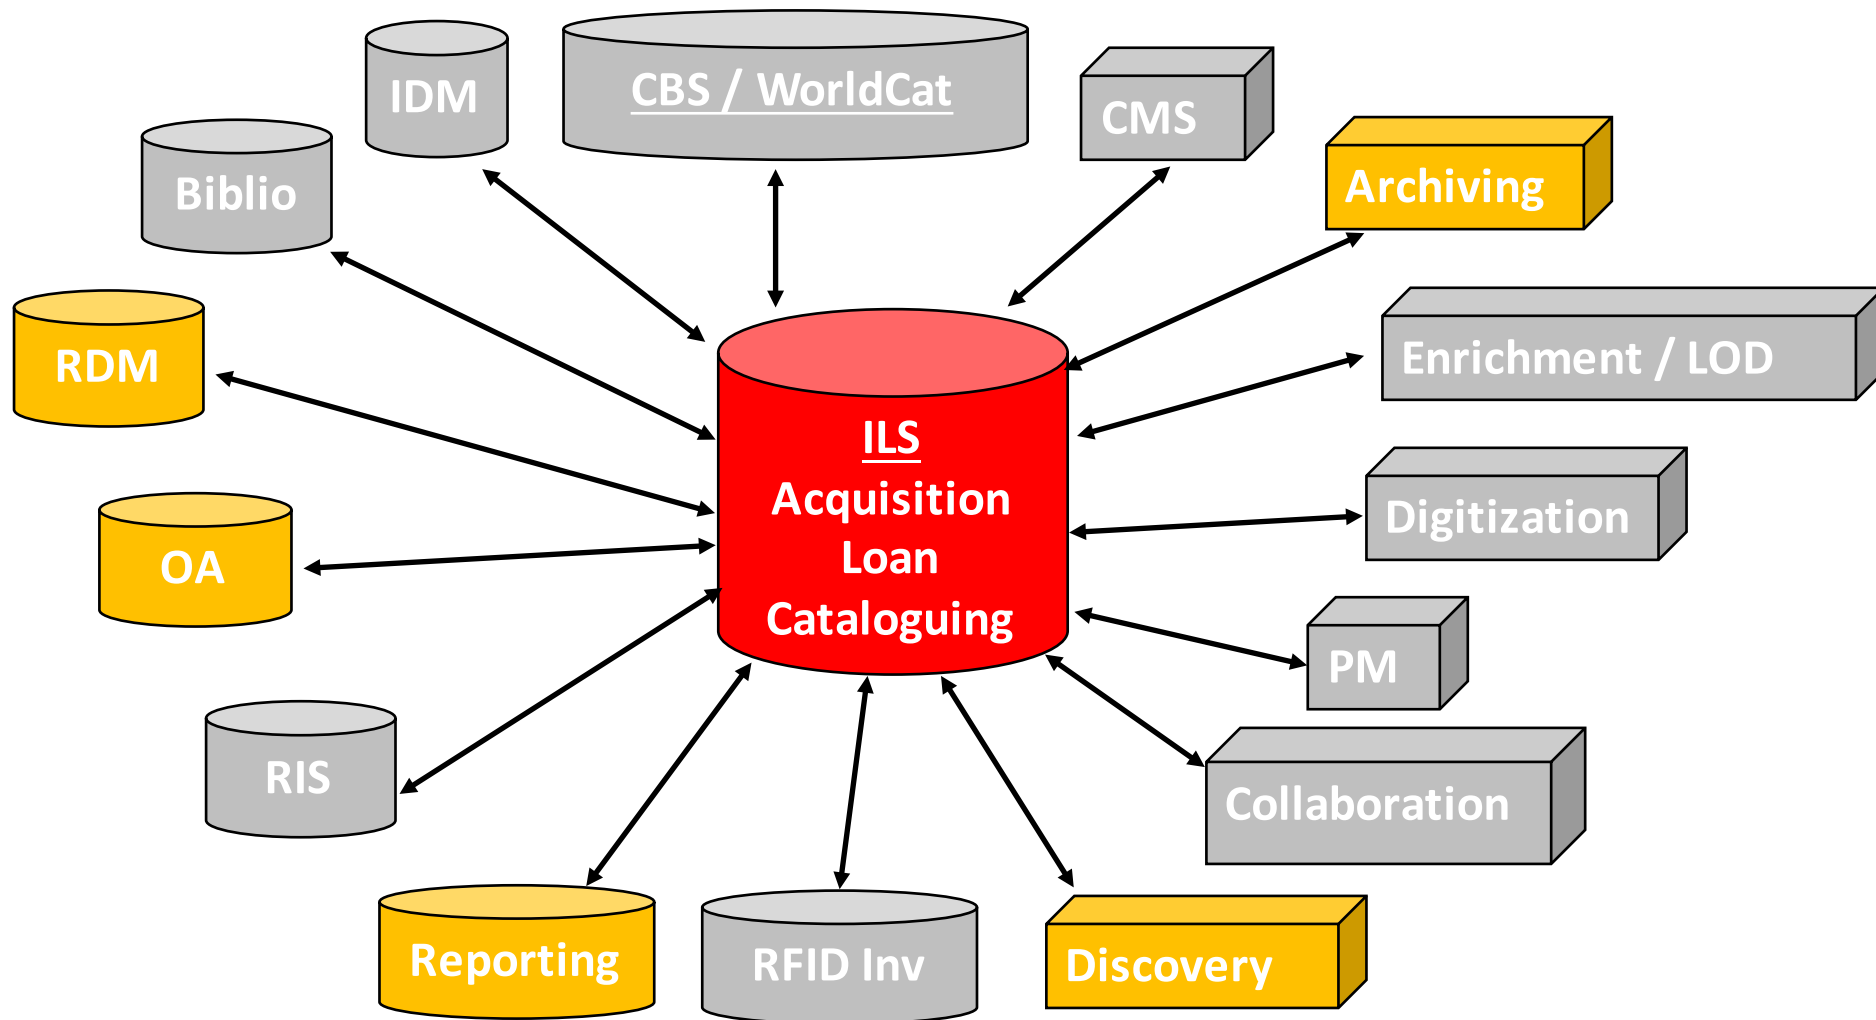 IDM
CBS / WorldCat
CMS
Archiving
Biblio
RDM
Enrichment / LOD
ILS
Acquisition
Loan
Cataloguing
Digitization
OA
PM
RIS
Collaboration
Reporting
RFID Inv
Discovery